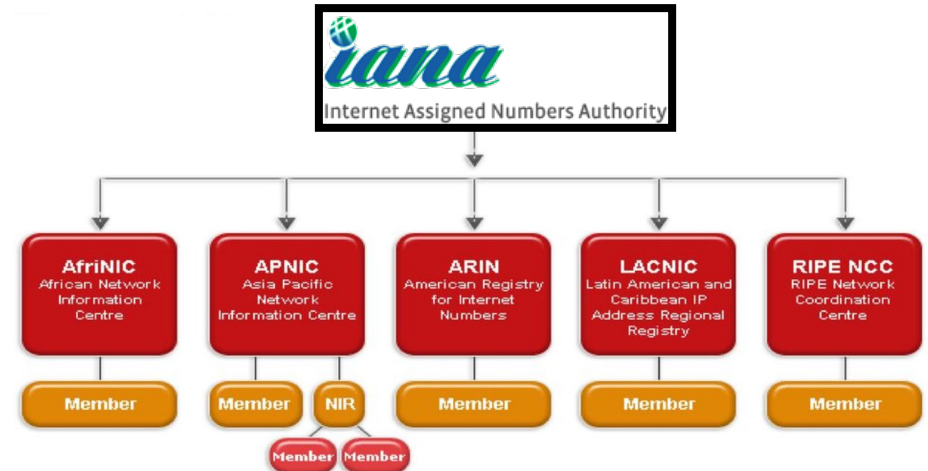 iana
Internet Assigned Numbers Authority
AfriNIC
African Network
Information
Centre
APNIC
Asia Pacific
Network
Information Centre
ARIN
American Registry
for Internet
Numbers
LACNIC
Latin American and
Caribbean IP
Address Regional
Registry
RIPE NCC
RIPE Network
Coordination
Centre
Member
Member
NIR
Member
Member
Member
Member
Member